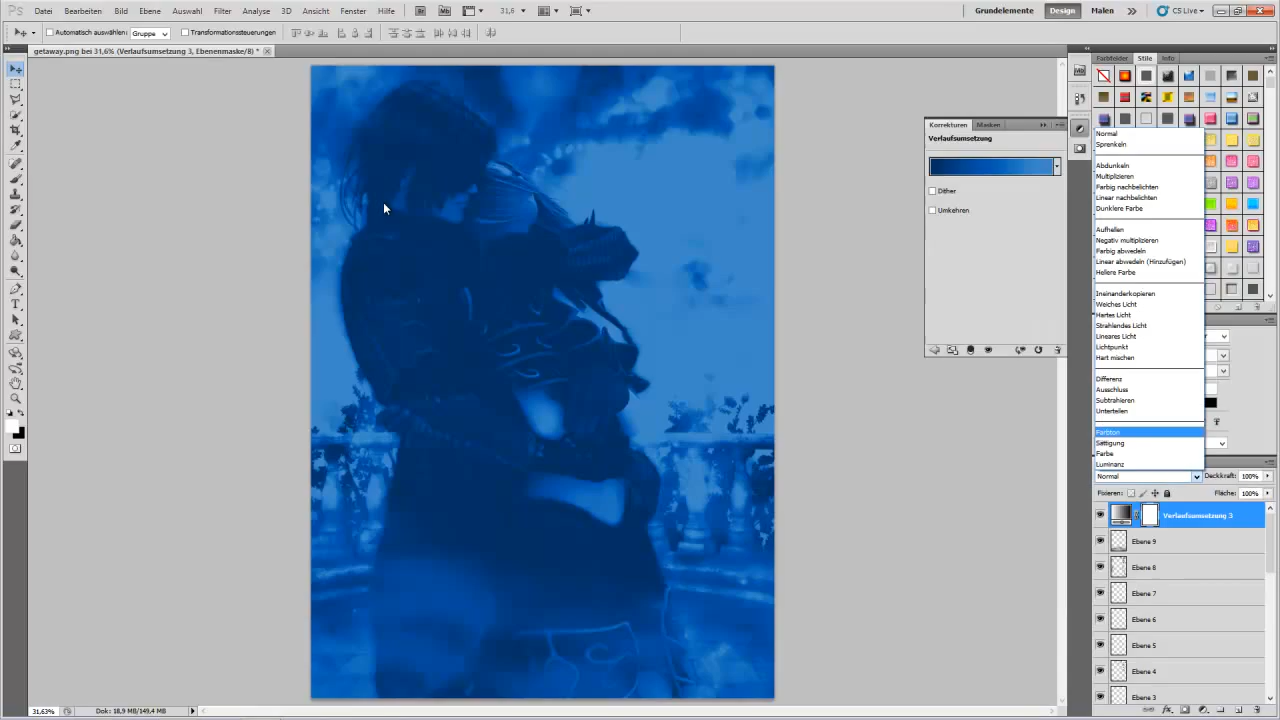 Ps Datei Bearbeiten Bild Ebene Auswahl Filter Analyse 3D Ansicht Fenster Hilfe Br Mb 31,6 Grundelemente Design Malen CS Live
Automatisch auswählen: Gruppe Transformationssteuerungen
getaway.png bei 31,6% (Verlaufsumsetzung 3, Ebenenmaske/8) *
Farbfelder Stile Info
Korrekturen Masken
Verlaufsumsetzung
Dither
Umkehren
Normal
Sprenkeln
Abdunkeln
Multiplizieren
Farbig nachbelichten
Linear nachbelichten
Dunklere Farbe
Aufhellen
Negativ multiplizieren
Farbig abwedeln
Linear abwedeln (Hinzufügen)
Hellere Farbe
Ineinanderkopieren
Weiches Licht
Hartes Licht
Strahlendes Licht
Lineares Licht
Lichtpunkt
Hart mischen
Differenz
Ausschluss
Subtrahieren
Unterteilen
Farbton
Sättigung
Farbe
Luminanz
Normal Deckkraft: 100%
Fixieren: Fläche: 100%
Verlaufsumsetzung 3
Ebene 9
Ebene 8
Ebene 7
Ebene 6
Ebene 5
Ebene 4
Ebene 3
31,63% Dok: 18,9 MB/149,4 MB